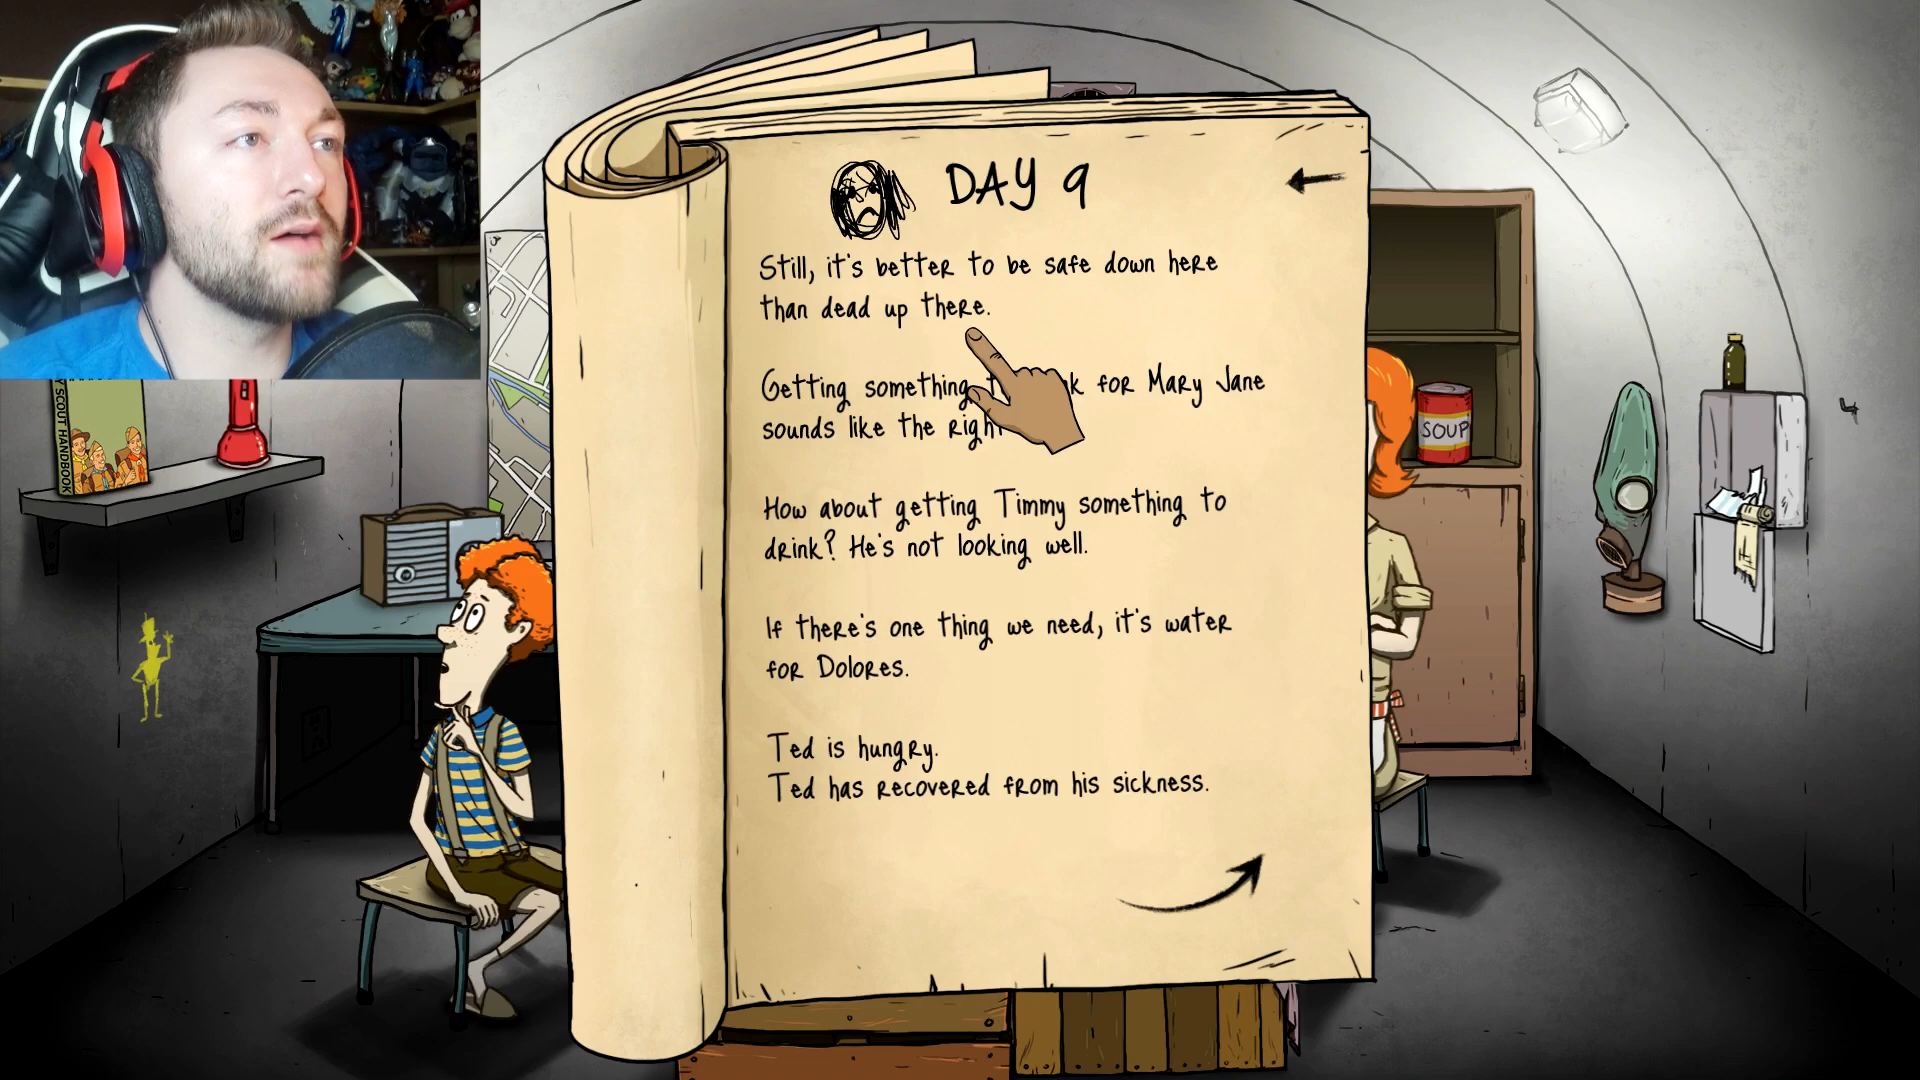 DAY 9
Still, it's better to be safe down here
than dead up there.
Getting something for Mary Jane
sounds like the
How about getting Timmy something to
drink? He's not looking well.
If there's one thing we need, it's water
for Dolores.
Ted is hungry.
Ted has recovered from his sickness.
SCOUT HANDBOOK
SOUP